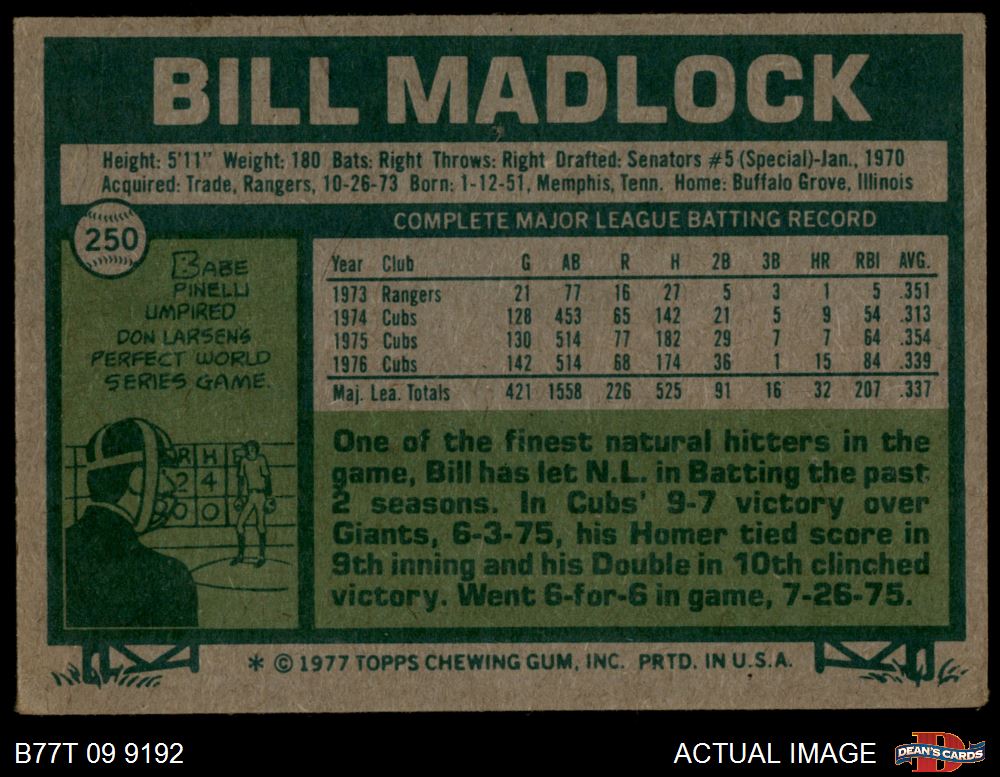 BILL MADLOCK
Height: 5'11" Weight: 180 Bats: Right Throws: Right Drafted: Senators #5 (Special)-Jan., 1970
Acquired: Trade, Rangers, 10-26-73 Born: 1-12-51, Memphis, Tenn. Home: Buffalo Grove, Illinois
250
BABE
PINELLI
UMPIRED
DON LARSEN'S
PERFECT WORLD
SERIES GAME.
R H E
2 4
0 0
COMPLETE MAJOR LEAGUE BATTING RECORD
Year Club G AB R H 2B 3B HR RBI AVG.
1973 Rangers 21 77 16 27 5 3 1 5 .351
1974 Cubs 128 453 65 142 21 5 9 54 .313
1975 Cubs 130 514 77 182 29 7 7 64 .354
1976 Cubs 142 514 68 174 36 1 15 84 .339
Maj. Lea. Totals 421 1558 226 525 91 16 32 207 .337
One of the finest natural hitters in the
game, Bill has let N.L. in Batting the past
2 seasons. In Cubs' 9-7 victory over
Giants, 6-3-75, his Homer tied score in
9th inning and his Double in 10th clinched
victory. Went 6-for-6 in game, 7-26-75.
* © 1977 TOPPS CHEWING GUM, INC. PRTD. IN U.S.A.
B77T 09 9192
ACTUAL IMAGE
D
DEAN'S CARDS